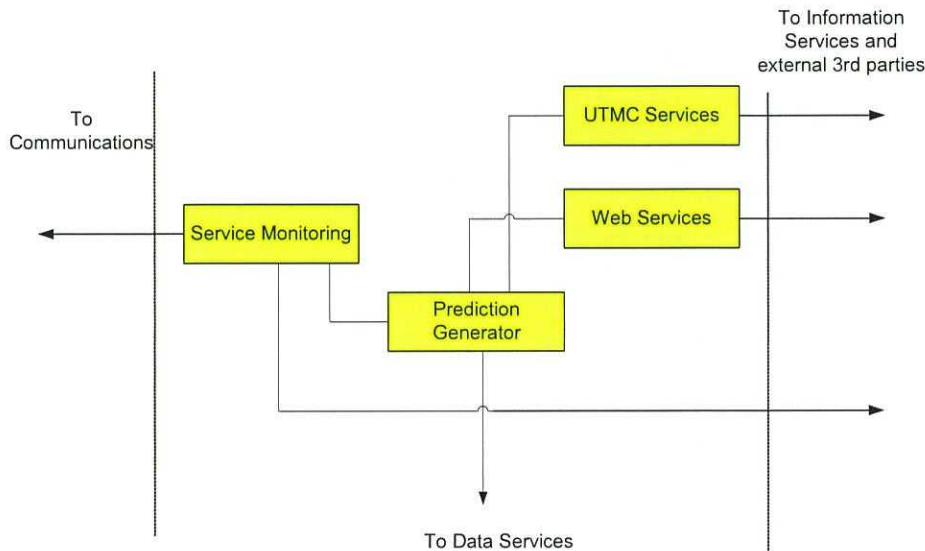 To Information
Services and
external 3rd parties
To
Communications
UTMC Services
Web Services
Service Monitoring
Prediction
Generator
To Data Services